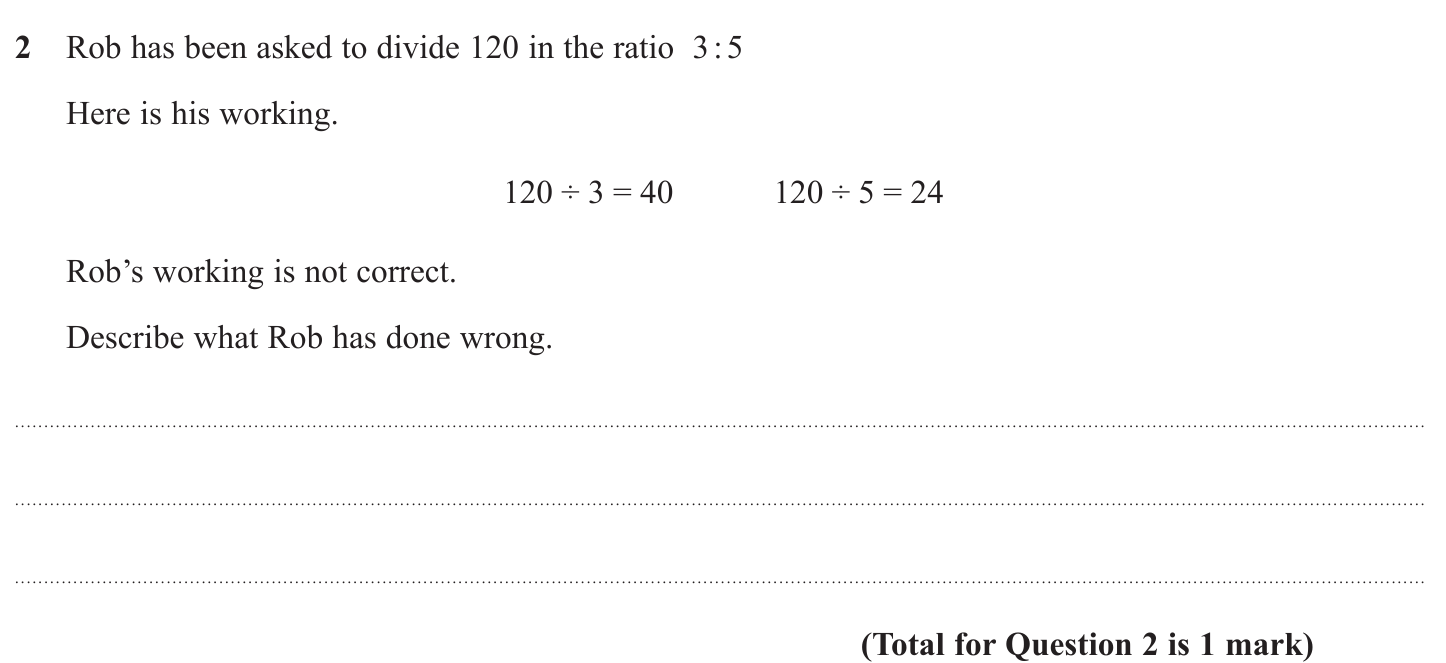 2 Rob has been asked to divide 120 in the ratio 3 : 5
Here is his working.
120 ÷ 3 = 40 120 ÷ 5 = 24
Rob’s working is not correct.
Describe what Rob has done wrong.
(Total for Question 2 is 1 mark)